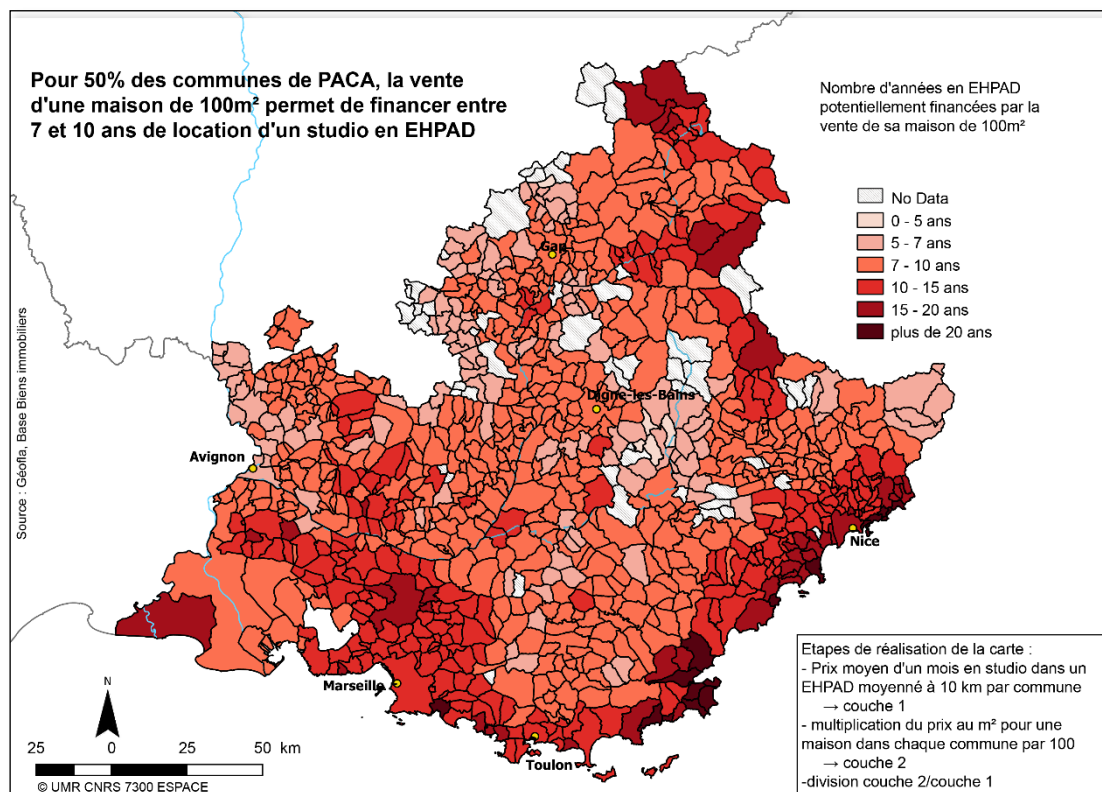 Pour 50% des communes de PACA, la vente
d'une maison de 100m² permet de financer entre
7 et 10 ans de location d'un studio en EHPAD
Nombre d'années en EHPAD
potentiellement financées par la
vente de sa maison de 100m²
No Data
0 - 5 ans
5 - 7 ans
7 - 10 ans
10 - 15 ans
15 - 20 ans
plus de 20 ans
Gap
Digne-les-Bains
Avignon
Nice
Marseille
Toulon
Source : Géofla, Base Biens immobiliers
N
25 0 25 50 km
© UMR CNRS 7300 ESPACE
Etapes de réalisation de la carte :
- Prix moyen d'un mois en studio dans un
EHPAD moyenné à 10 km par commune
→ couche 1
- multiplication du prix au m² pour une
maison dans chaque commune par 100
→ couche 2
-division couche 2/couche 1